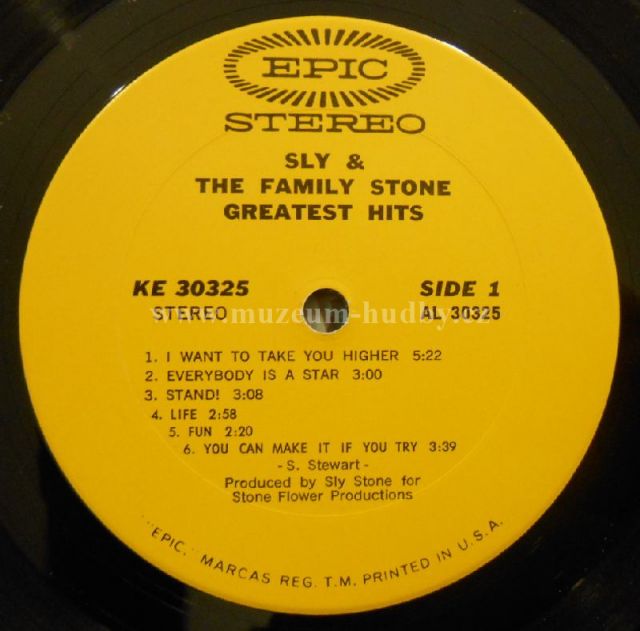 EPIC
STEREO
SLY &
THE FAMILY STONE
GREATEST HITS
KE 30325 SIDE 1
STEREO AL 30325
www.muzeum-hudby.cz
1. I WANT TO TAKE YOU HIGHER 5:22
2. EVERYBODY IS A STAR 3:00
3. STAND! 3:08
4. LIFE 2:58
5. FUN 2:20
6. YOU CAN MAKE IT IF YOU TRY 3:39
- S. Stewart -
Produced by Sly Stone for
Stone Flower Productions
"EPIC," MARCAS REG. T.M. PRINTED IN U.S.A.